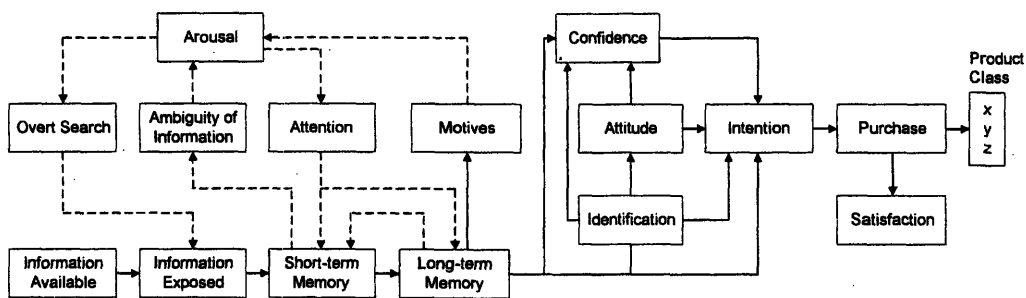 Arousal
Confidence
Product
Class
Overt Search
Ambiguity of
Information
Attention
Motives
Attitude
Intention
Purchase
x
y
z
Identification
Satisfaction
Information
Available
Information
Exposed
Short-term
Memory
Long-term
Memory